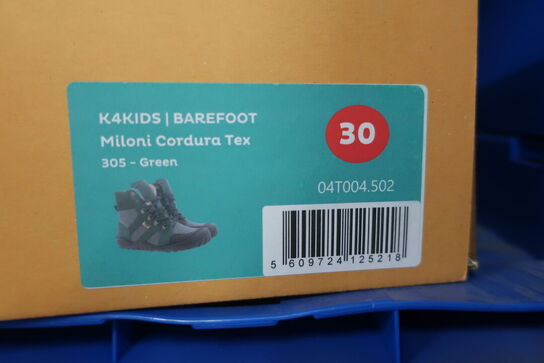 K4KIDS | BAREFOOT
Miloni Cordura Tex
305 - Green
30
04T004.502
5 609724 125218